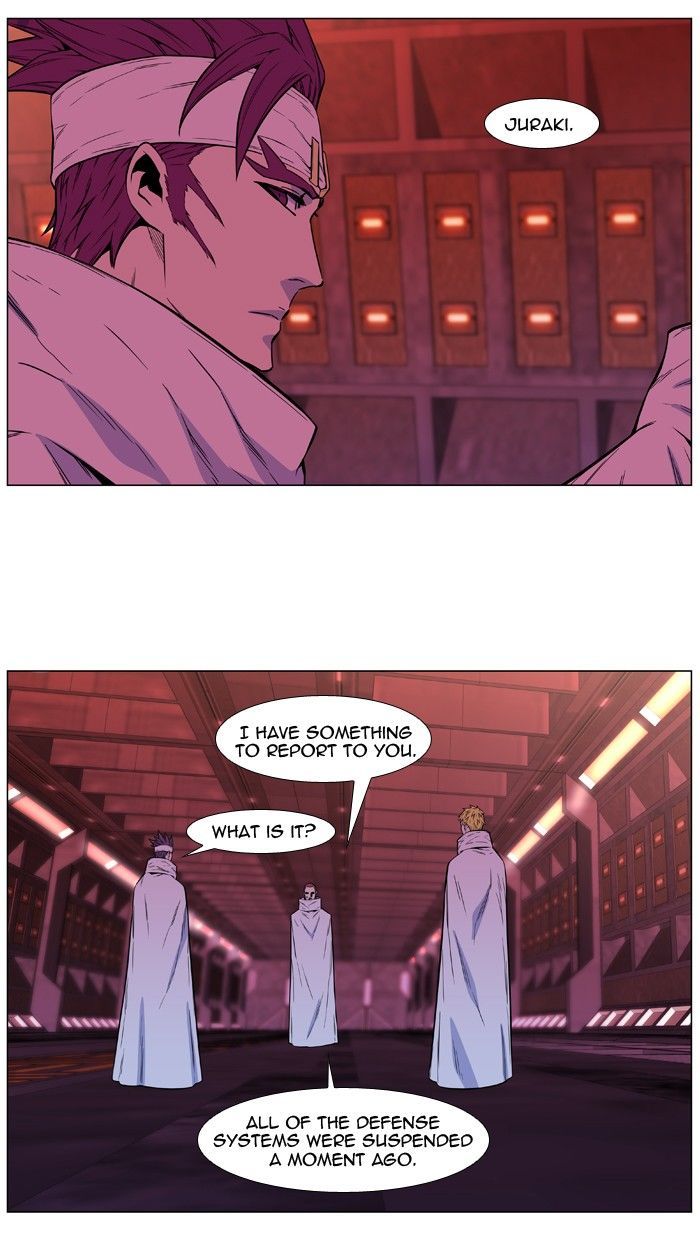 JURAKI.
I HAVE SOMETHING
TO REPORT TO YOU.
WHAT IS IT?
ALL OF THE DEFENSE
SYSTEMS WERE SUSPENDED
A MOMENT AGO.